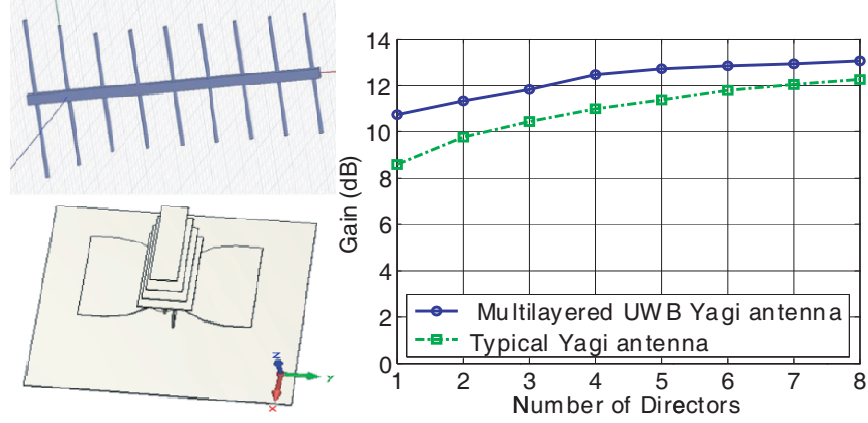 14
12
10
8
6
4
2
0
Gain (dB)
Multilayered UWB Yagi antenna
Typical Yagi antenna
1 2 3 4 5 6 7 8
Number of Directors
Z
Y
X